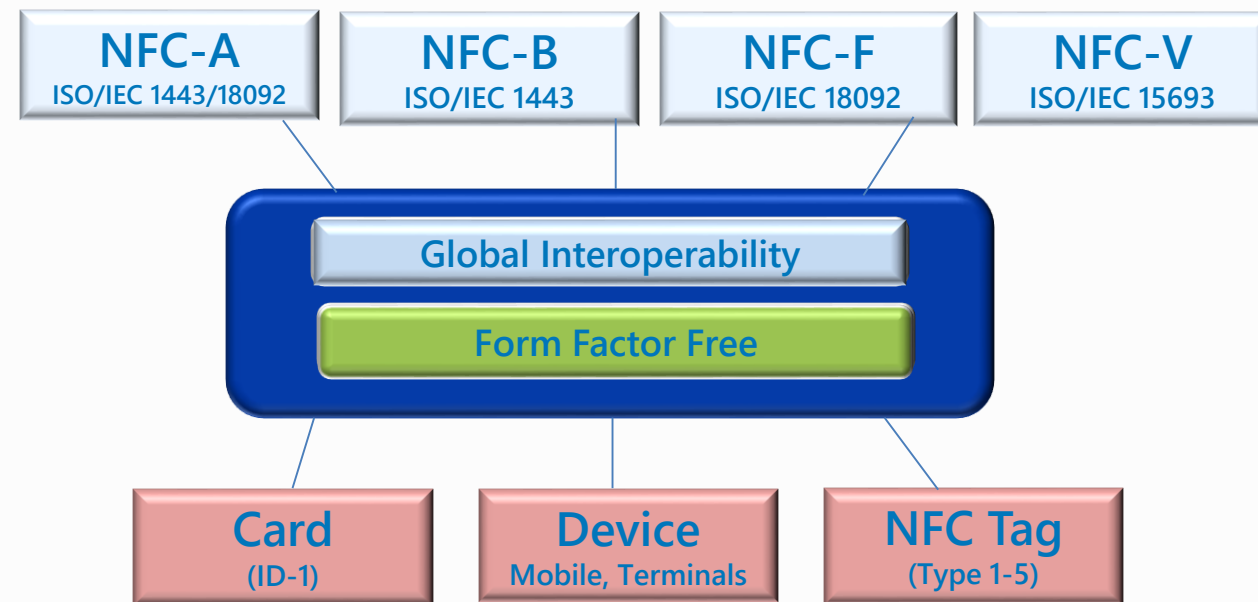 NFC-A
ISO/IEC 1443/18092
NFC-B
ISO/IEC 1443
NFC-F
ISO/IEC 18092
NFC-V
ISO/IEC 15693
Global Interoperability
Form Factor Free
Card
(ID-1)
Device
Mobile, Terminals
NFC Tag
(Type 1-5)